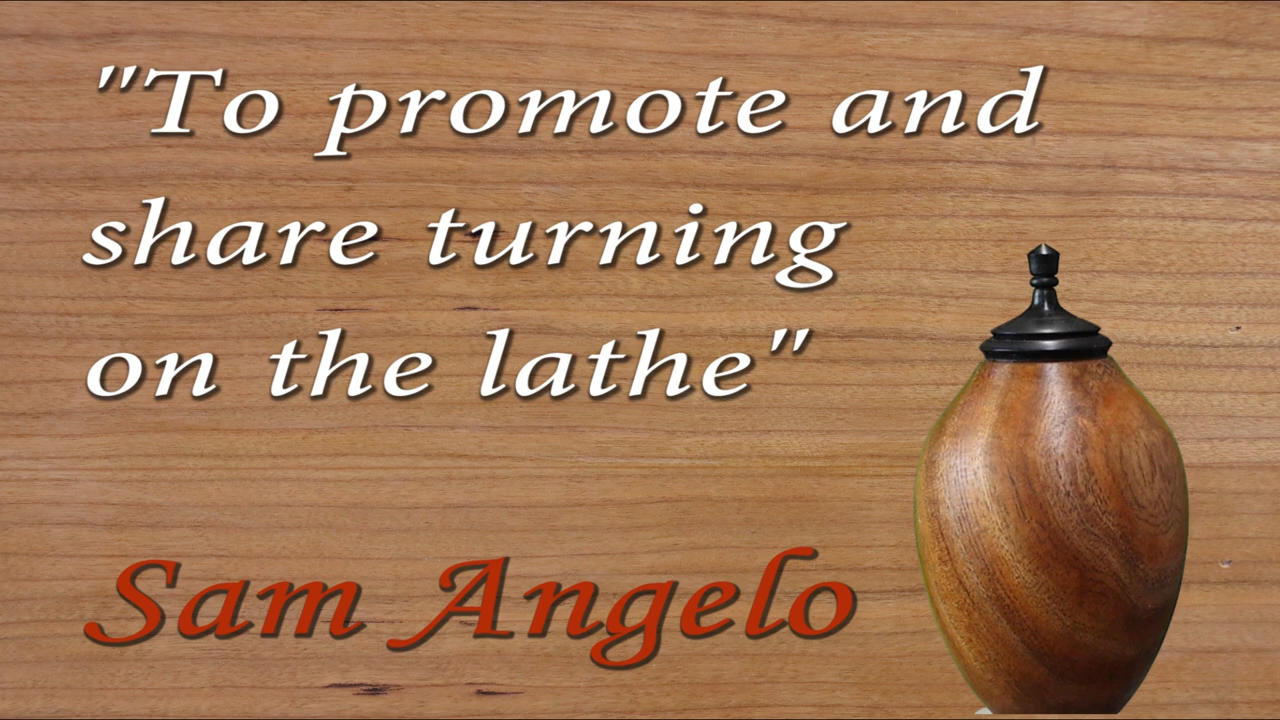 "To promote and
share turning
on the lathe"
Sam Angelo